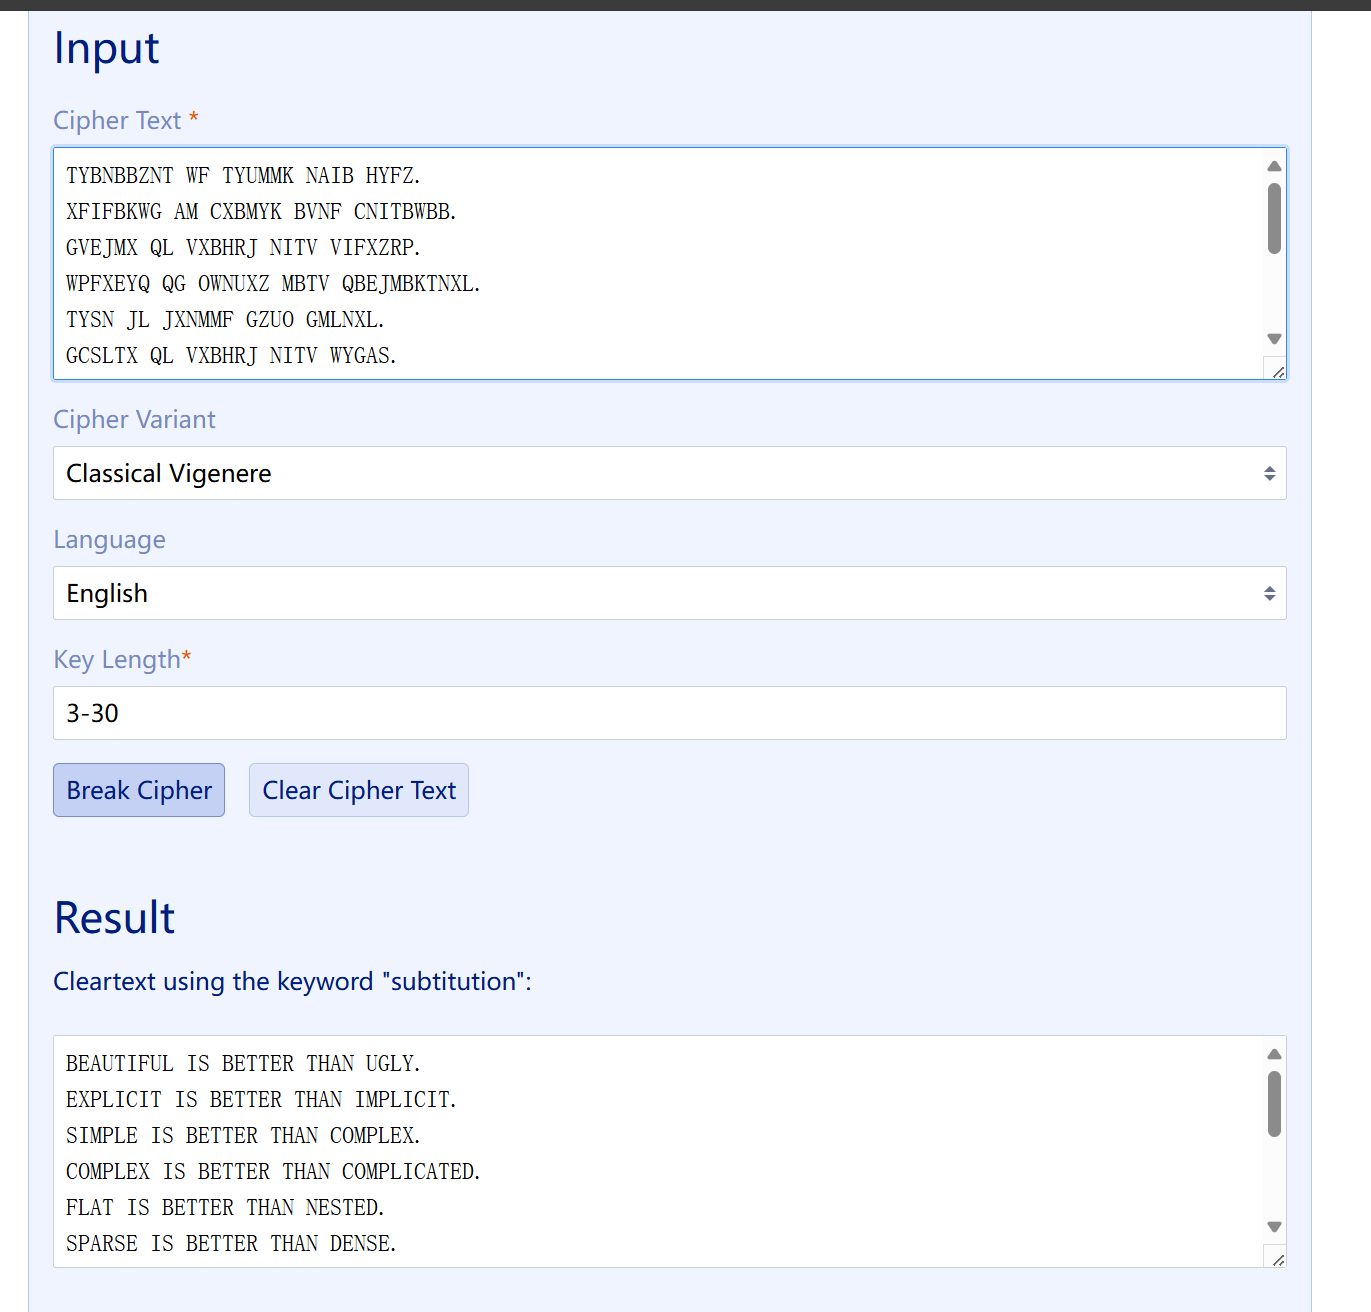 Input
Cipher Text *
TYBNBBZNT WF TYUMMK NAIB HYFZ.
XFIFBKWG AM CXBMYK BVNF CNITBWBB.
GVEJMX QL VXBHRJ NITV VIFXZRP.
WPFXEYQ QG OWNUXZ MBTV QBEJMBKTNXL.
TYSN JL JXNMMF GZUO GMLNXL.
GCSLTX QL VXBHRJ NITV WYGAS.
Cipher Variant
Classical Vigenere
Language
English
Key Length*
3-30
Break Cipher Clear Cipher Text
Result
Cleartext using the keyword "subtitution":
BEAUTIFUL IS BETTER THAN UGLY.
EXPLICIT IS BETTER THAN IMPLICIT.
SIMPLE IS BETTER THAN COMPLEX.
COMPLEX IS BETTER THAN COMPLICATED.
FLAT IS BETTER THAN NESTED.
SPARSE IS BETTER THAN DENSE.